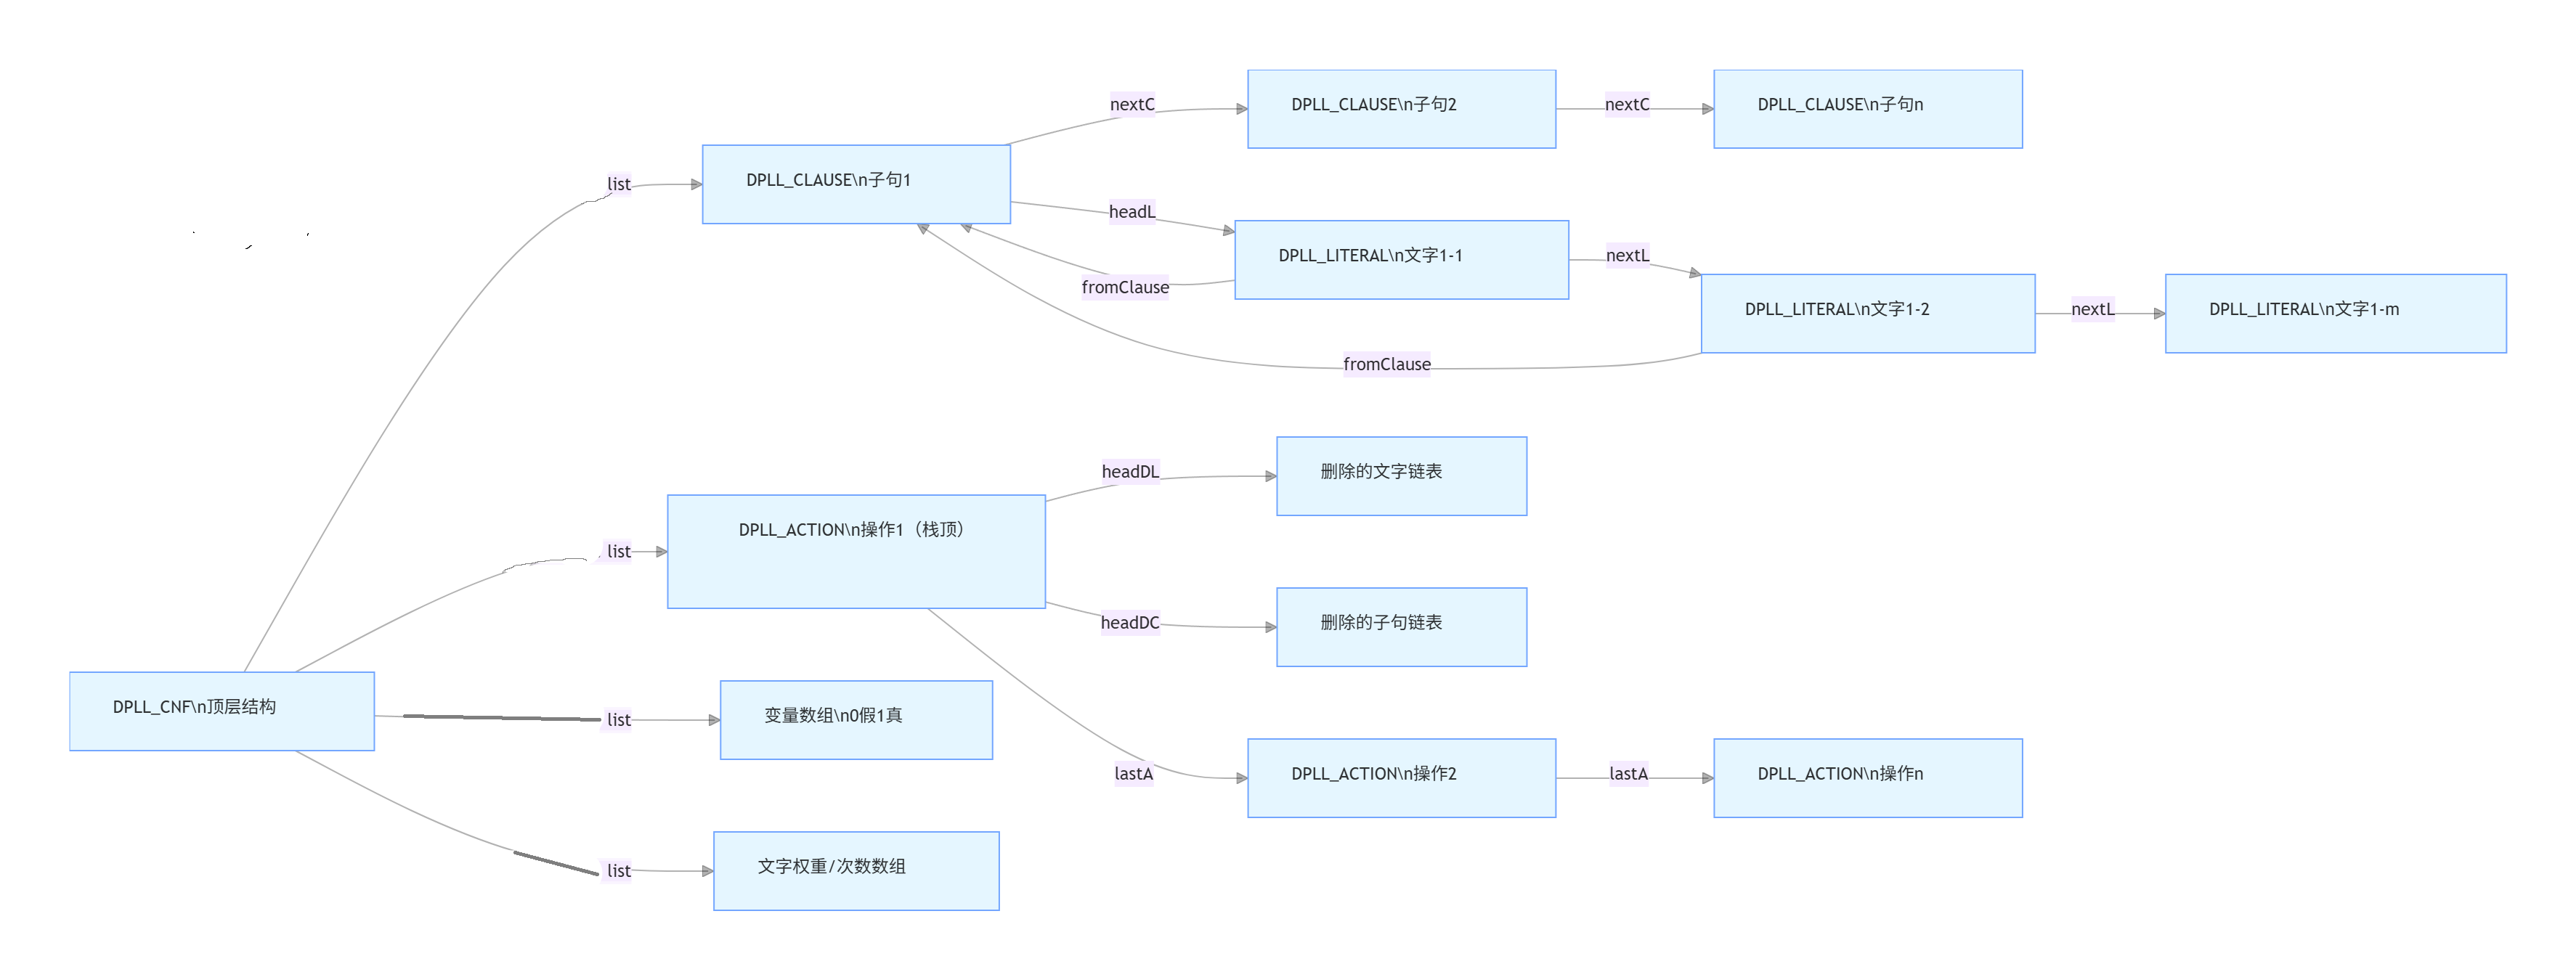 nextC
DPLL_CLAUSE\n子句2
nextC
DPLL_CLAUSE\n子句n
list
DPLL_CLAUSE\n子句1
headL
DPLL_LITERAL\n文字1-1
nextL
fromClause
DPLL_LITERAL\n文字1-2
nextL
DPLL_LITERAL\n文字1-m
fromClause
headDL
删除的文字链表
list
DPLL_ACTION\n操作1（栈顶）
headDC
删除的子句链表
DPLL_CNF\n顶层结构
list
变量数组\n0假1真
lastA
DPLL_ACTION\n操作2
lastA
DPLL_ACTION\n操作n
list
文字权重/次数数组